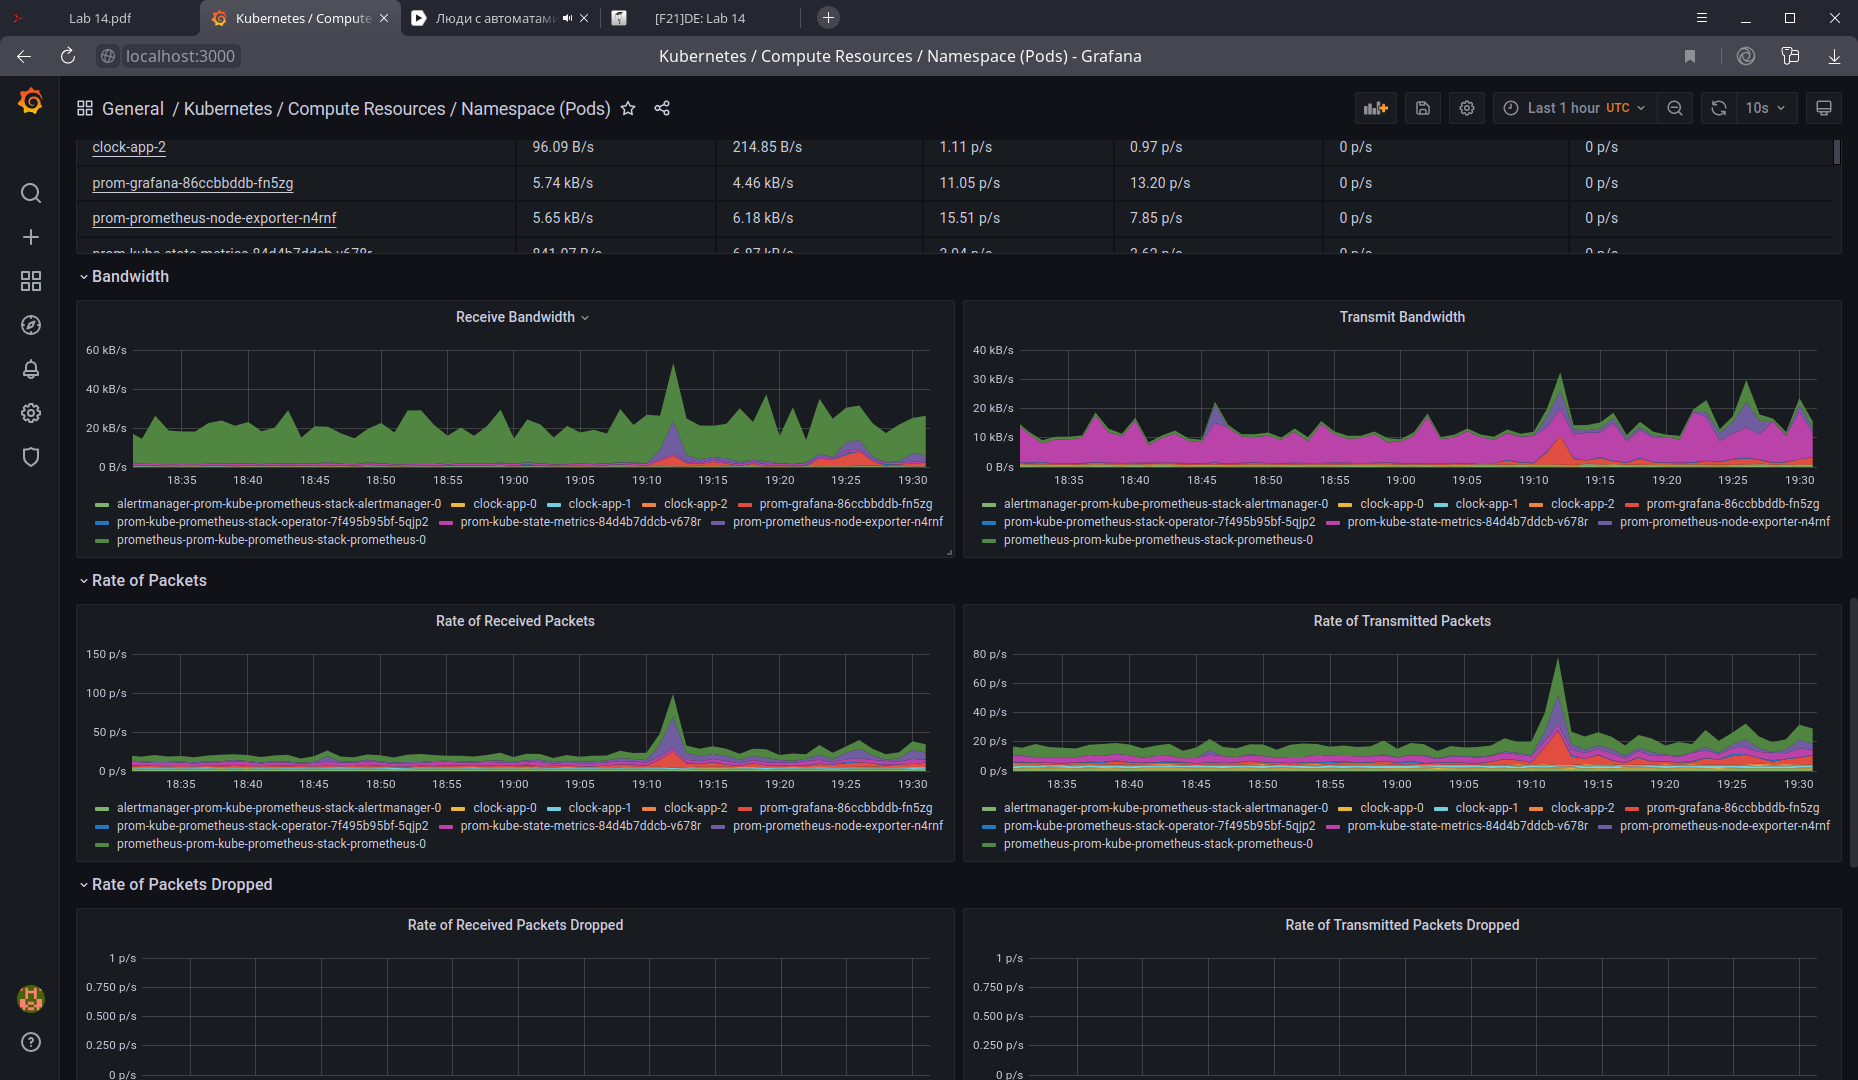 Lab 14.pdf
Kubernetes / Compute
Люди с автоматами
[F21]DE: Lab 14
localhost:3000
Kubernetes / Compute Resources / Namespace (Pods) - Grafana
General / Kubernetes / Compute Resources / Namespace (Pods)
Last 1 hour UTC
10s
clock-app-2 96.09 B/s 214.85 B/s 1.11 p/s 0.97 p/s 0 p/s 0 p/s
prom-grafana-86ccbbddb-fn5zg 5.74 kB/s 4.46 kB/s 11.05 p/s 13.20 p/s 0 p/s 0 p/s
prom-prometheus-node-exporter-n4rnf 5.65 kB/s 6.18 kB/s 15.51 p/s 7.85 p/s 0 p/s 0 p/s
prom-kube-state-metrics-84d4b7ddcb-v678r 841.07 B/s 6.87 kB/s 0 p/s 0 p/s
Bandwidth
Receive Bandwidth
60 kB/s
40 kB/s
20 kB/s
0 B/s
18:35 18:40 18:45 18:50 18:55 19:00 19:05 19:10 19:15 19:20 19:25 19:30
alertmanager-prom-kube-prometheus-stack-alertmanager-0 clock-app-0 clock-app-1 clock-app-2 prom-grafana-86ccbbddb-fn5zg
prom-kube-prometheus-stack-operator-7f495b95bf-5qjp2 prom-kube-state-metrics-84d4b7ddcb-v678r prom-prometheus-node-exporter-n4rnf
prometheus-prom-kube-prometheus-stack-prometheus-0
Transmit Bandwidth
40 kB/s
30 kB/s
20 kB/s
10 kB/s
0 B/s
18:35 18:40 18:45 18:50 18:55 19:00 19:05 19:10 19:15 19:20 19:25 19:30
alertmanager-prom-kube-prometheus-stack-alertmanager-0 clock-app-0 clock-app-1 clock-app-2 prom-grafana-86ccbbddb-fn5zg
prom-kube-prometheus-stack-operator-7f495b95bf-5qjp2 prom-kube-state-metrics-84d4b7ddcb-v678r prom-prometheus-node-exporter-n4rnf
prometheus-prom-kube-prometheus-stack-prometheus-0
Rate of Packets
Rate of Received Packets
150 p/s
100 p/s
50 p/s
0 p/s
18:35 18:40 18:45 18:50 18:55 19:00 19:05 19:10 19:15 19:20 19:25 19:30
alertmanager-prom-kube-prometheus-stack-alertmanager-0 clock-app-0 clock-app-1 clock-app-2 prom-grafana-86ccbbddb-fn5zg
prom-kube-prometheus-stack-operator-7f495b95bf-5qjp2 prom-kube-state-metrics-84d4b7ddcb-v678r prom-prometheus-node-exporter-n4rnf
prometheus-prom-kube-prometheus-stack-prometheus-0
Rate of Transmitted Packets
80 p/s
60 p/s
40 p/s
20 p/s
0 p/s
18:35 18:40 18:45 18:50 18:55 19:00 19:05 19:10 19:15 19:20 19:25 19:30
alertmanager-prom-kube-prometheus-stack-alertmanager-0 clock-app-0 clock-app-1 clock-app-2 prom-grafana-86ccbbddb-fn5zg
prom-kube-prometheus-stack-operator-7f495b95bf-5qjp2 prom-kube-state-metrics-84d4b7ddcb-v678r prom-prometheus-node-exporter-n4rnf
prometheus-prom-kube-prometheus-stack-prometheus-0
Rate of Packets Dropped
Rate of Received Packets Dropped
1 p/s
0.750 p/s
0.500 p/s
0.250 p/s
0 p/s
Rate of Transmitted Packets Dropped
1 p/s
0.750 p/s
0.500 p/s
0.250 p/s
0 p/s